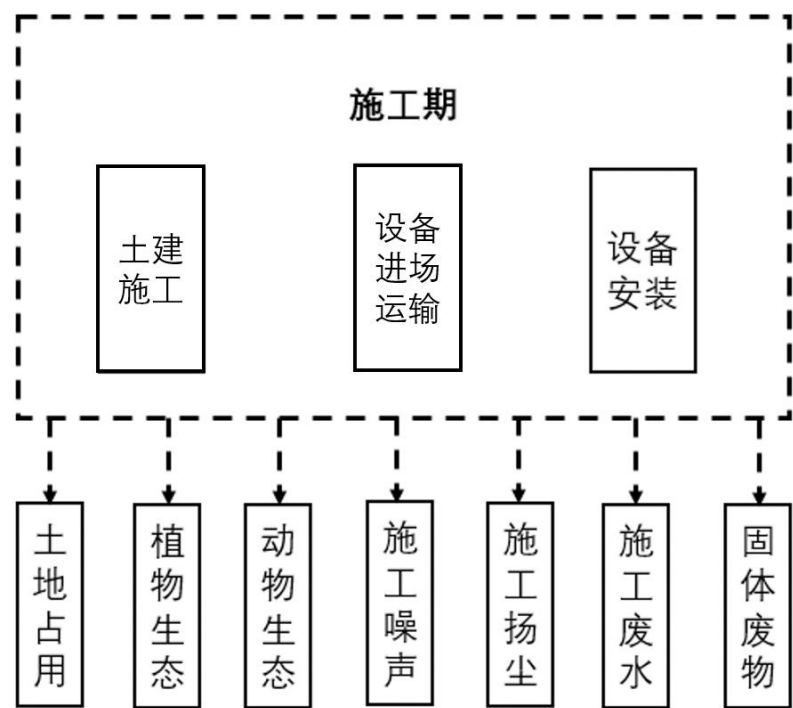 施工期
土建
施工
设备
进场
运输
设备
安装
土地占用
植物生态
动物生态
施工噪声
施工扬尘
施工废水
固体废物